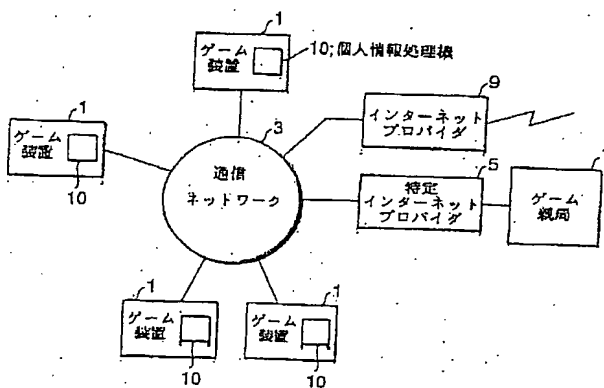 1
ゲーム
装置
10;個人情報処理機
9
インターネット
プロバイダ
1
ゲーム
装置
10
3
通信
ネットワーク
5
特定
インターネット
プロバイダ
ゲーム
親局
1
ゲーム
装置
10
1
ゲーム
装置
10